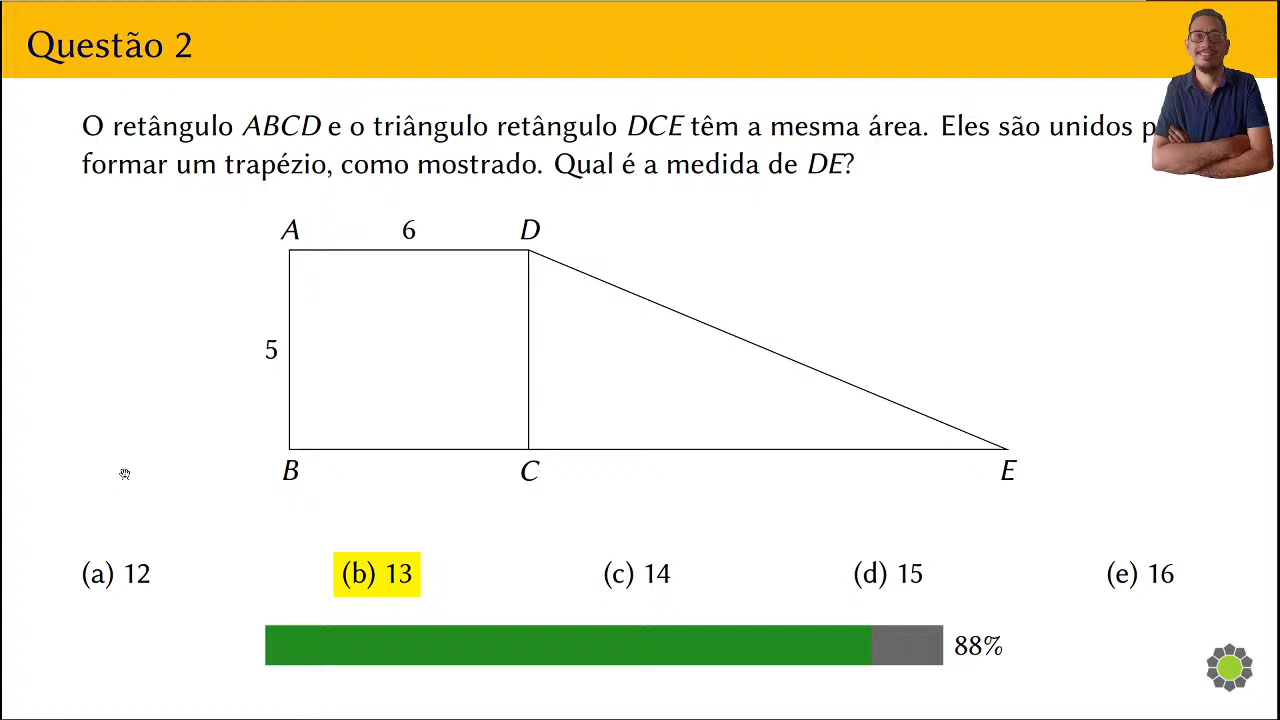 Questão 2
O retângulo ABCD e o triângulo retângulo DCE têm a mesma área. Eles são unidos
formar um trapézio, como mostrado. Qual é a medida de DE?
A 6 D
5
B C E
(a) 12 (b) 13 (c) 14 (d) 15 (e) 16
88%